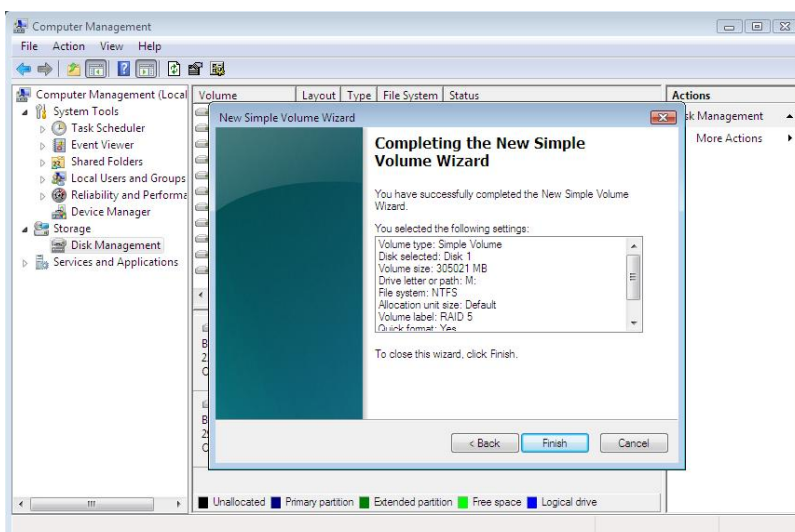 Computer Management
File Action View Help
Computer Management (Local
System Tools
Task Scheduler
Event Viewer
Shared Folders
Local Users and Groups
Reliability and Performa
Device Manager
Storage
Disk Management
Services and Applications
Volume Layout Type File System Status
Actions
sk Management
More Actions
New Simple Volume Wizard
Completing the New Simple
Volume Wizard
You have successfully completed the New Simple Volume
Wizard.
You selected the following settings:
Volume type: Simple Volume
Disk selected: Disk 1
Volume size: 305021 MB
Drive letter or path: M:
File system: NTFS
Allocation unit size: Default
Volume label: RAID 5
Quick format: Yes
To close this wizard, click Finish.
< Back Finish Cancel
Unallocated Primary partition Extended partition Free space Logical drive